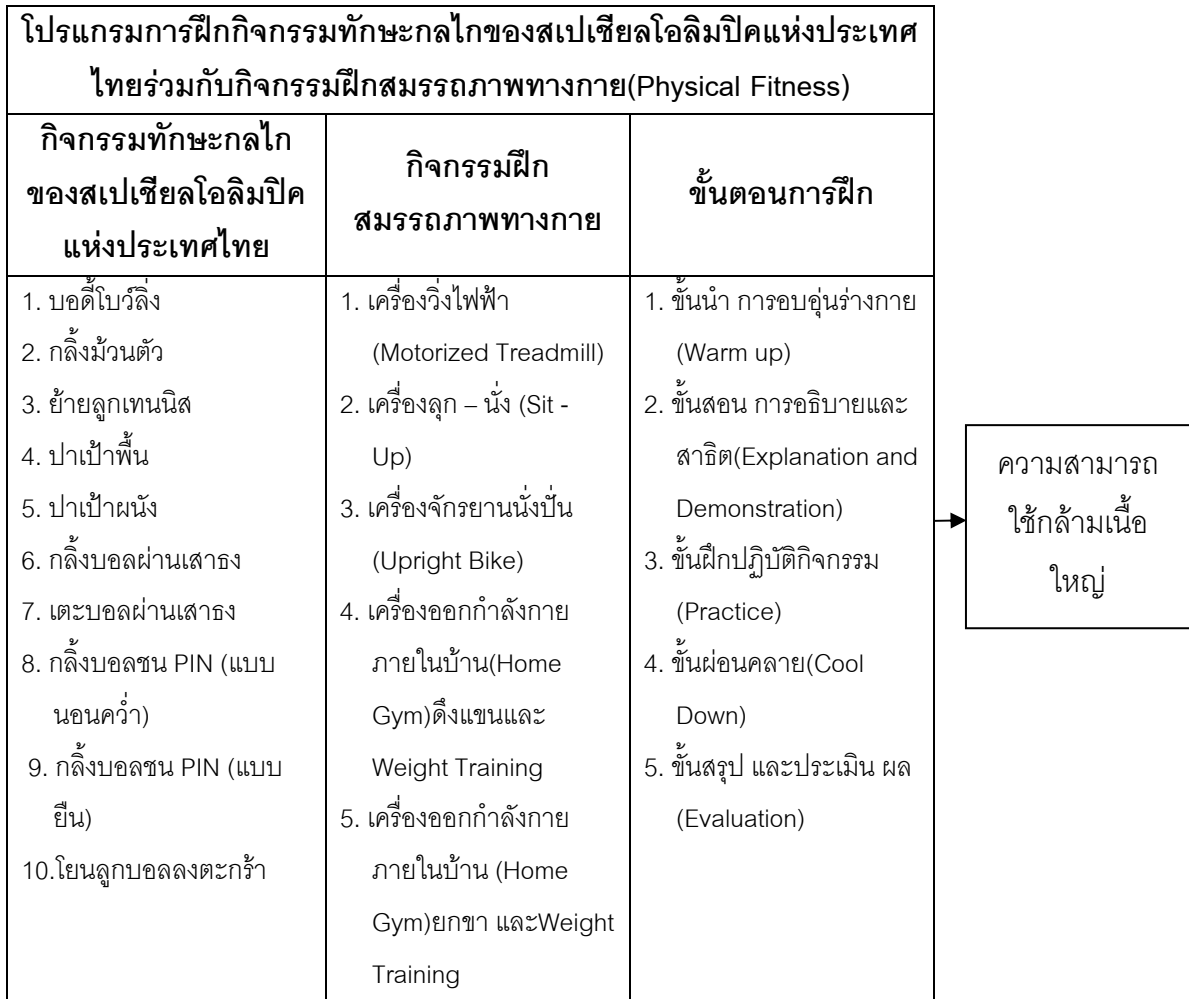 โปรแกรมการฝึกกิจกรรมทักษะกลไกของสเปเชียลโอลิมปิคแห่งประเทศ
ไทยร่วมกับกิจกรรมฝึกสมรรถภาพทางกาย(Physical Fitness)
กิจกรรมทักษะกลไก
ของสเปเชียลโอลิมปิค
แห่งประเทศไทย
กิจกรรมฝึก
สมรรถภาพทางกาย
ขั้นตอนการฝึก
1. บอดี้โบว์ลิ่ง
2. กลิ้งม้วนตัว
3. ย้ายลูกเทนนิส
4. ปาเป้าพื้น
5. ปาเป้าผนัง
6. กลิ้งบอลผ่านเสาธง
7. เตะบอลผ่านเสาธง
8. กลิ้งบอลชน PIN (แบบ
นอนคว่ำ)
9. กลิ้งบอลชน PIN (แบบ
ยืน)
10.โยนลูกบอลลงตะกร้า
1. เครื่องวิ่งไฟฟ้า
(Motorized Treadmill)
2. เครื่องลุก – นั่ง (Sit -
Up)
3. เครื่องจักรยานนั่งปั่น
(Upright Bike)
4. เครื่องออกกำลังกาย
ภายในบ้าน(Home
Gym)ดึงแขนและ
Weight Training
5. เครื่องออกกำลังกาย
ภายในบ้าน (Home
Gym)ยกขา และWeight
Training
1. ขั้นนำ การอบอุ่นร่างกาย
(Warm up)
2. ขั้นสอน การอธิบายและ
สาธิต(Explanation and
Demonstration)
3. ขั้นฝึกปฏิบัติกิจกรรม
(Practice)
4. ขั้นผ่อนคลาย(Cool
Down)
5. ขั้นสรุป และประเมิน ผล
(Evaluation)
ความสามารถ
ใช้กล้ามเนื้อ
ใหญ่